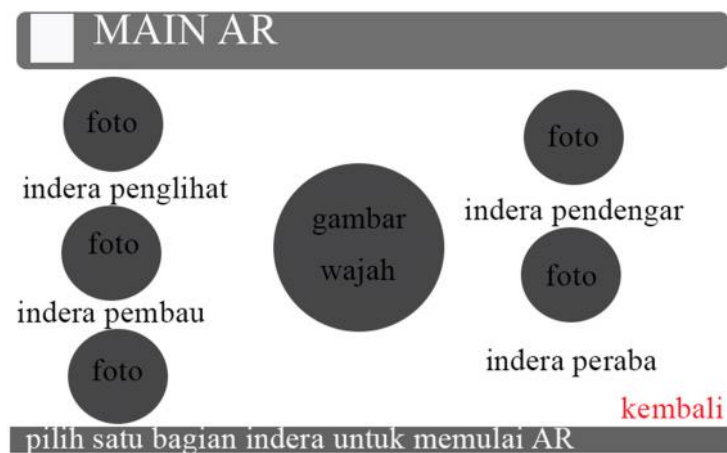 MAIN AR
foto
indera penglihat
foto
indera pembau
foto
gambar
wajah
foto
indera pendengar
foto
indera peraba
kembali
pilih satu bagian indera untuk memulai AR